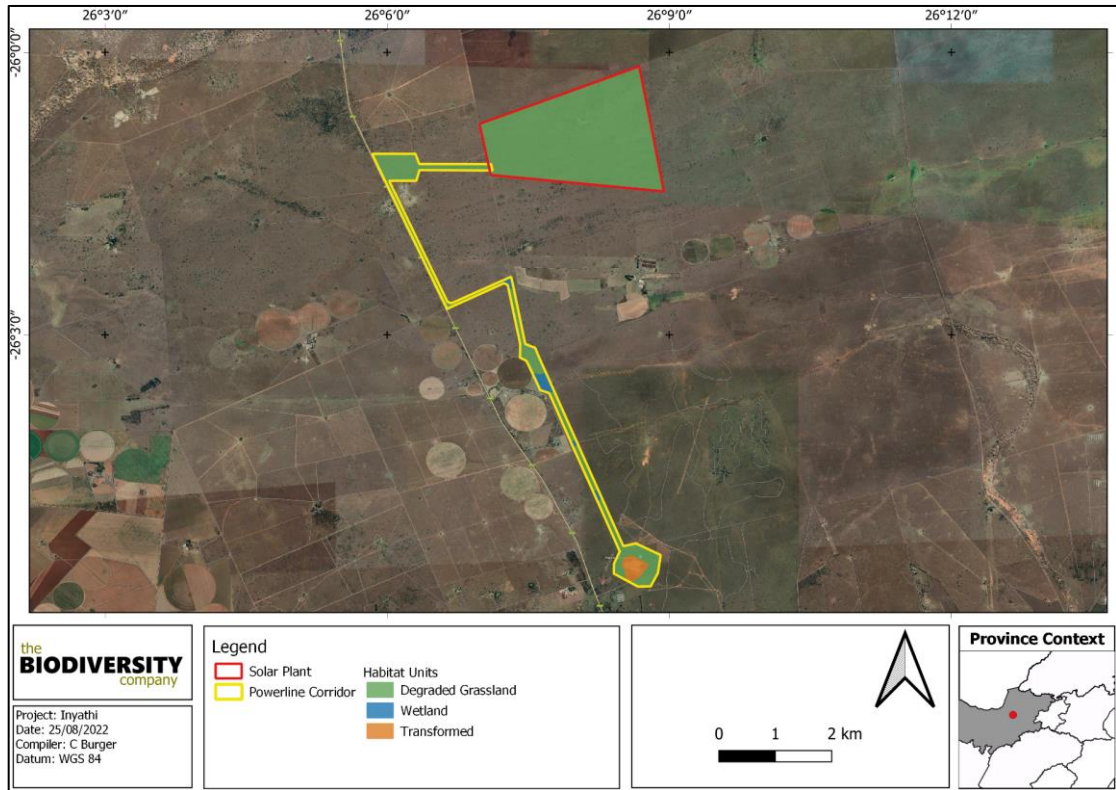 26°3'0" 26°6'0" 26°9'0" 26°12'0"
-26°0'0"
-26°3'0"
the
BIODIVERSITY
company
Project: Inyathi
Date: 25/08/2022
Compiler: C Burger
Datum: WGS 84
Legend
Solar Plant
Powerline Corridor
Habitat Units
Degraded Grassland
Wetland
Transformed
0 1 2 km
Province Context